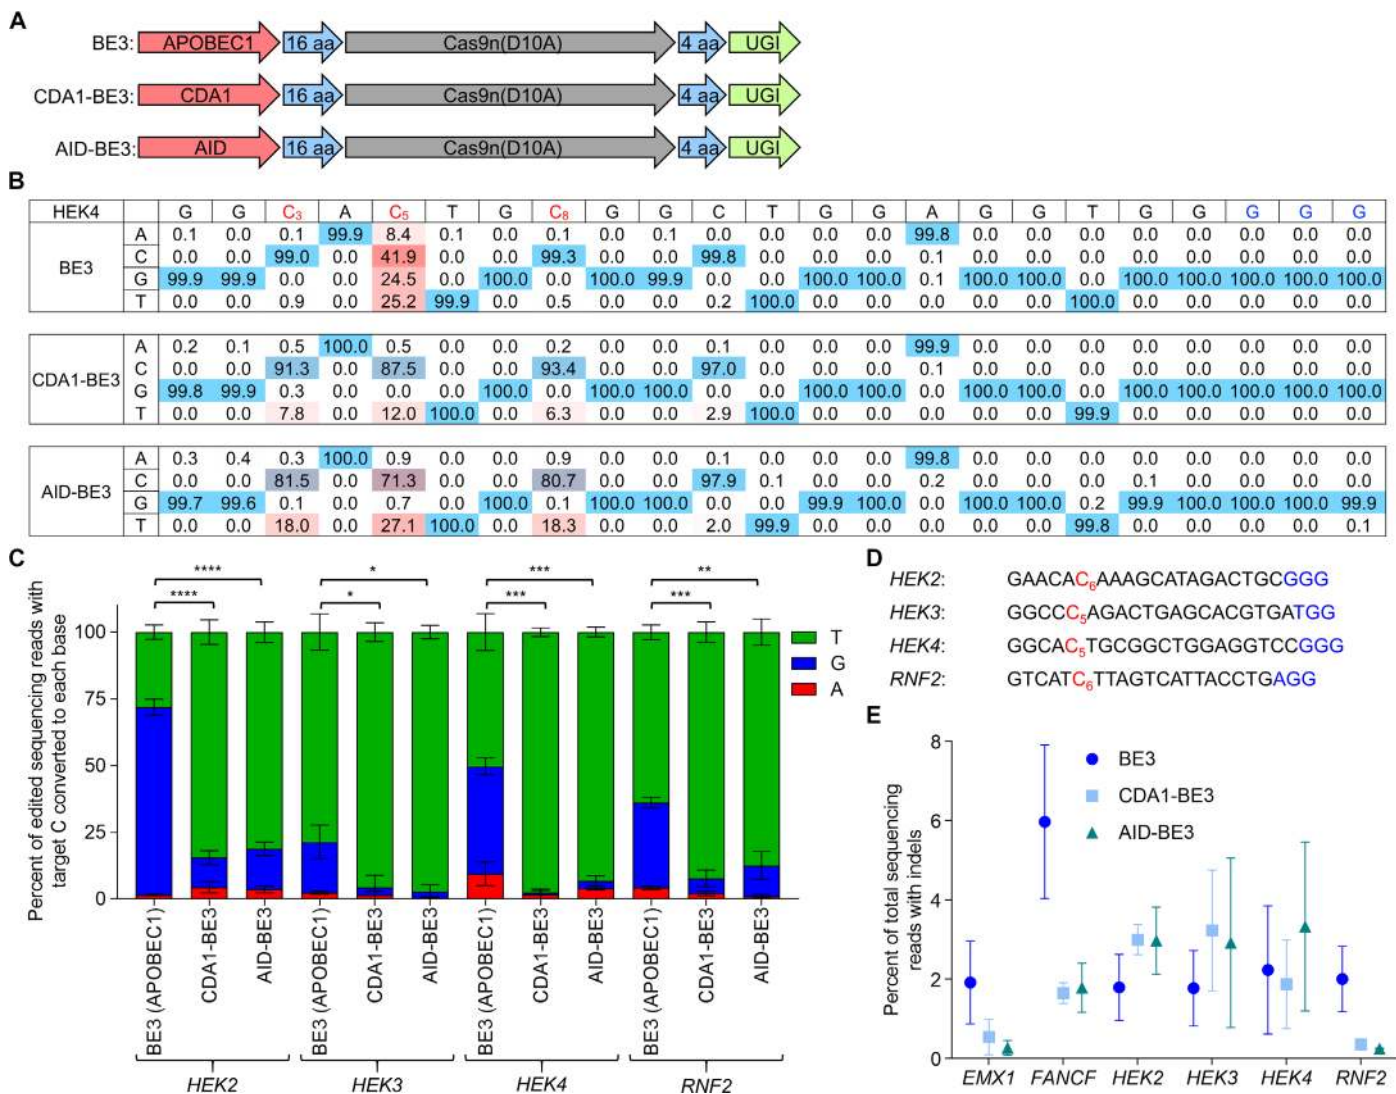 A
BE3: APOBEC1 16 aa Cas9n(D10A) 4 aa UGI
CDA1-BE3: CDA1 16 aa Cas9n(D10A) 4 aa UGI
AID-BE3: AID 16 aa Cas9n(D10A) 4 aa UGI
B
HEK4 G G C3 A C5 T G C8 G G C T G G A G G T G G G G G
BE3
A 0.1 0.0 0.1 99.9 8.4 0.1 0.0 0.1 0.0 0.1 0.0 0.0 0.0 0.0 99.8 0.0 0.0 0.0 0.0 0.0 0.0 0.0 0.0
C 0.0 0.0 99.0 0.0 41.9 0.0 0.0 99.3 0.0 0.0 99.8 0.0 0.0 0.0 0.1 0.0 0.0 0.0 0.0 0.0 0.0 0.0 0.0
G 99.9 99.9 0.0 0.0 24.5 0.0 100.0 0.0 100.0 99.9 0.0 0.0 100.0 100.0 0.1 100.0 100.0 0.0 100.0 100.0 100.0 100.0 100.0
T 0.0 0.0 0.9 0.0 25.2 99.9 0.0 0.5 0.0 0.0 0.2 100.0 0.0 0.0 0.0 0.0 0.0 100.0 0.0 0.0 0.0 0.0 0.0
CDA1-BE3
A 0.2 0.1 0.5 100.0 0.5 0.0 0.0 0.2 0.0 0.0 0.1 0.0 0.0 0.0 99.9 0.0 0.0 0.0 0.0 0.0 0.0 0.0 0.0
C 0.0 0.0 91.3 0.0 87.5 0.0 0.0 93.4 0.0 0.0 97.0 0.0 0.0 0.0 0.1 0.0 0.0 0.0 0.0 0.0 0.0 0.0 0.0
G 99.8 99.9 0.3 0.0 0.0 0.0 100.0 0.0 100.0 100.0 0.0 0.0 100.0 100.0 0.0 100.0 100.0 0.0 100.0 100.0 100.0 100.0 100.0
T 0.0 0.0 7.8 0.0 12.0 100.0 0.0 6.3 0.0 0.0 2.9 100.0 0.0 0.0 0.0 0.0 0.0 99.9 0.0 0.0 0.0 0.0 0.0
AID-BE3
A 0.3 0.4 0.3 100.0 0.9 0.0 0.0 0.9 0.0 0.0 0.1 0.0 0.0 0.0 99.8 0.0 0.0 0.0 0.0 0.0 0.0 0.0 0.0
C 0.0 0.0 81.5 0.0 71.3 0.0 0.0 80.7 0.0 0.0 97.9 0.1 0.0 0.0 0.2 0.0 0.0 0.0 0.1 0.0 0.0 0.0 0.0
G 99.7 99.6 0.1 0.0 0.7 0.0 100.0 0.1 100.0 100.0 0.0 0.0 99.9 100.0 0.0 100.0 100.0 0.2 99.9 100.0 100.0 100.0 99.9
T 0.0 0.0 18.0 0.0 27.1 100.0 0.0 18.3 0.0 0.0 2.0 99.9 0.0 0.0 0.0 0.0 0.0 99.8 0.0 0.0 0.0 0.0 0.1
C
Percent of edited sequencing reads with
target C converted to each base
100
75
50
25
0
**** * *** **
**** * *** ***
T
G
A
BE3 (APOBEC1) CDA1-BE3 AID-BE3 BE3 (APOBEC1) CDA1-BE3 AID-BE3 BE3 (APOBEC1) CDA1-BE3 AID-BE3 BE3 (APOBEC1) CDA1-BE3 AID-BE3
HEK2 HEK3 HEK4 RNF2
D
HEK2: GAACAC6AAAGCATAGACTGCGGG
HEK3: GGCCC5AGACTGAGCACGTGATGG
HEK4: GGCAC5TGCGGCTGGAGGTCCGGG
RNF2: GTCATC6TTAGTCATTACCTGAGG
E
Percent of total sequencing
reads with indels
8
6
4
2
0
BE3
CDA1-BE3
AID-BE3
EMX1 FANCF HEK2 HEK3 HEK4 RNF2